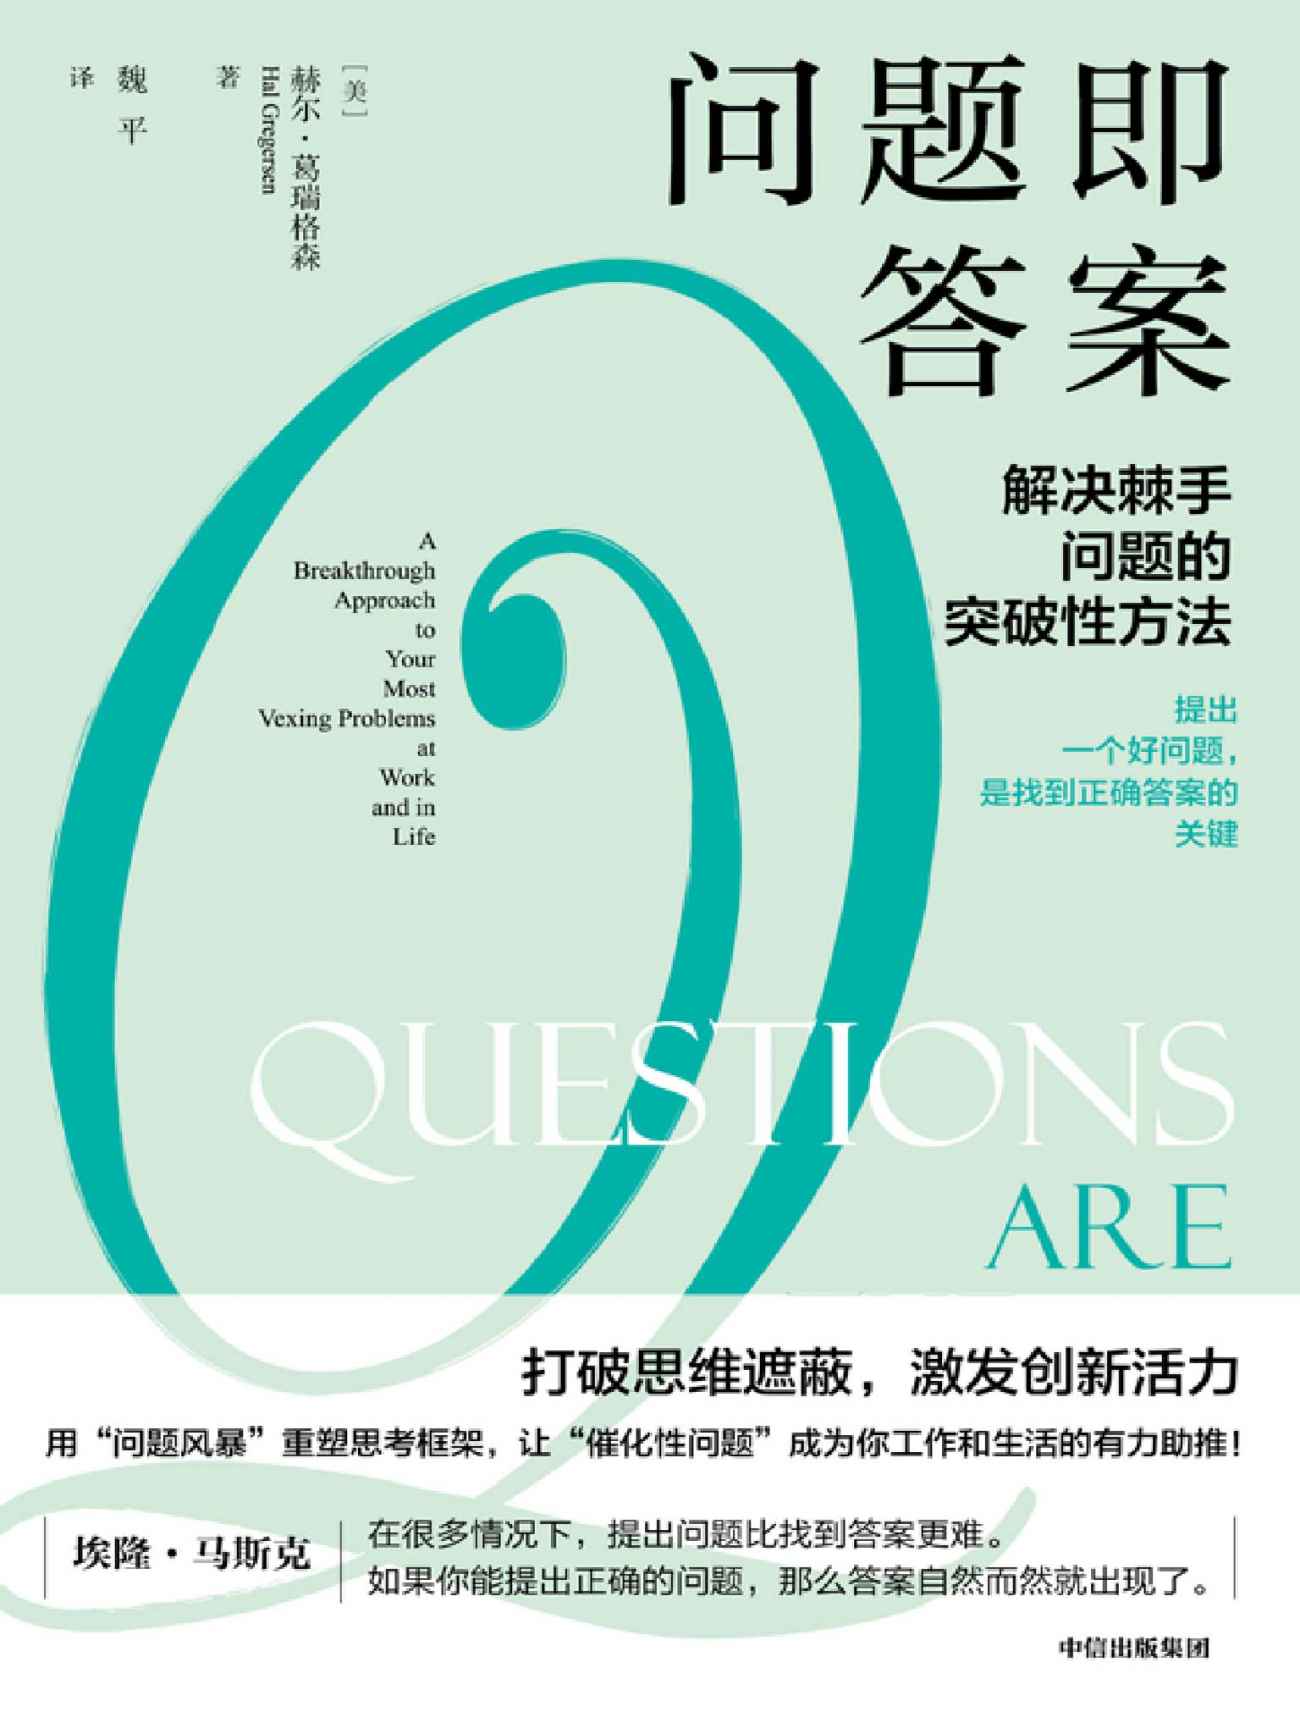 问题即
答案
[美]
赫尔·葛瑞格森
Hal Gregersen
著
魏 平
译
解决棘手
问题的
突破性方法
提出
一个好问题，
是找到正确答案的
关键
A
Breakthrough
Approach
to
Your
Most
Vexing Problems
at
Work
and in
Life
QUESTIONS
ARE
打破思维遮蔽，激发创新活力
用“问题风暴”重塑思考框架，让“催化性问题”成为你工作和生活的有力助推！
埃隆·马斯克
在很多情况下，提出问题比找到答案更难。
如果你能提出正确的问题，那么答案自然而然就出现了。
中信出版集团